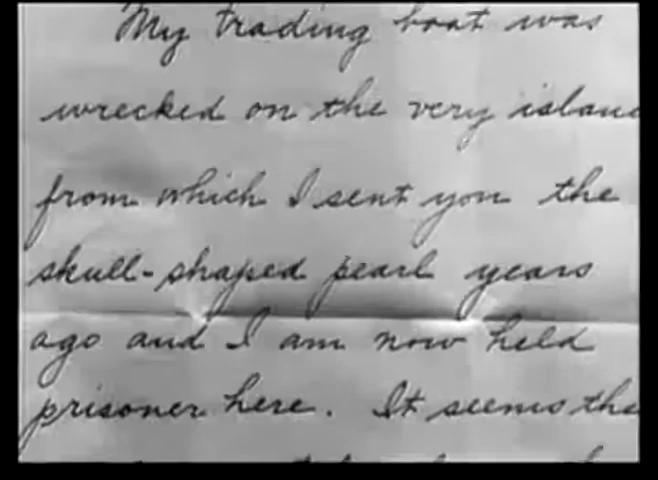 My trading boat was
wrecked on the very island
from which I sent you the
skull-shaped pearl years
ago and I am now held
prisoner here. It seems the